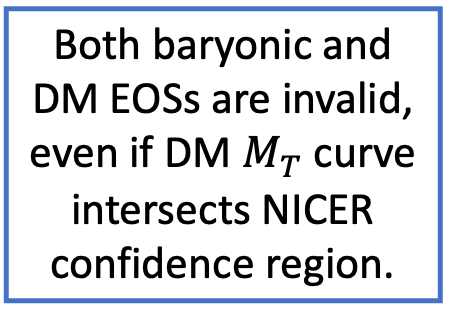 Both baryonic and
DM EOSs are invalid,
even if DM $M_T$ curve
intersects NICER
confidence region.